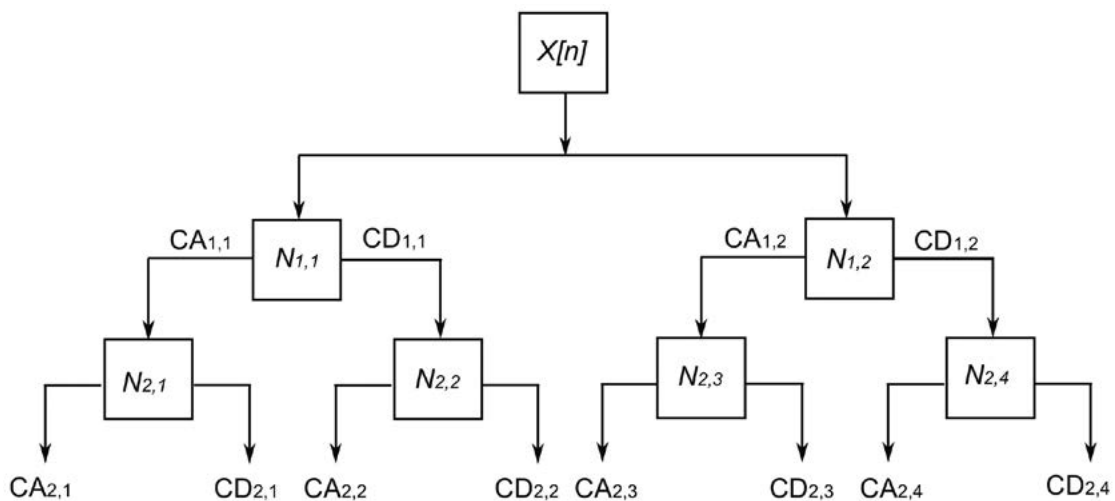 X[n]
CA1,1 CD1,1 CA1,2 CD1,2
N1,1 N1,2
N2,1 N2,2 N2,3 N2,4
CA2,1 CD2,1 CA2,2 CD2,2 CA2,3 CD2,3 CA2,4 CD2,4